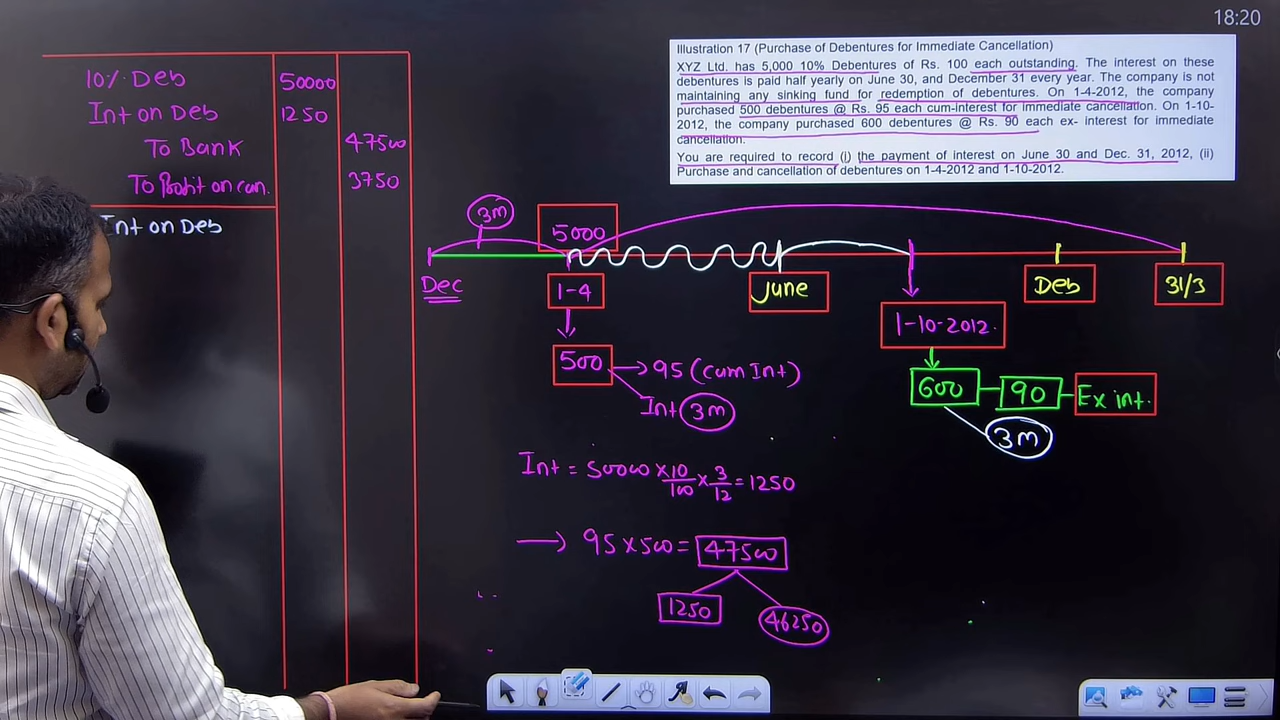 18:20
Illustration 17 (Purchase of Debentures for Immediate Cancellation)
XYZ Ltd. has 5,000 10% Debentures of Rs. 100 each outstanding. The interest on these
debentures is paid half yearly on June 30, and December 31 every year. The company is not
maintaining any sinking fund for redemption of debentures. On 1-4-2012, the company
purchased 500 debentures @ Rs. 95 each cum-interest for immediate cancellation. On 1-10-
2012, the company purchased 600 debentures @ Rs. 90 each ex- interest for immediate
cancellation.
You are required to record (i) the payment of interest on June 30 and Dec. 31, 2012, (ii)
Purchase and cancellation of debentures on 1-4-2012 and 1-10-2012.
10% Deb 50000
Int on Deb 1250
To Bank 47500
To Profit on can. 3750
Int on Deb
3m
5000
Dec
1-4
June
Deb
31/3
1-10-2012.
500 → 95 (Cum Int)
Int 3m
600 - 90 - Ex int.
3m
Int = 50000 × 10/100 × 3/12 = 1250
→ 95 × 500 = 47500
1250
46250